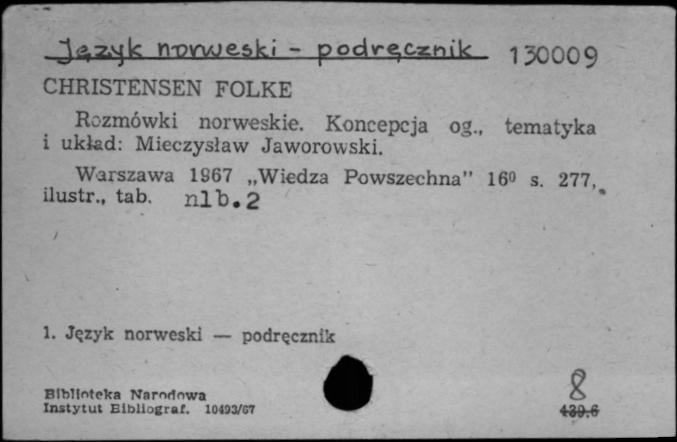 Język norweski - podręcznik 130009
CHRISTENSEN FOLKE
Rozmówki norweskie. Koncepcja og., tematyka
i układ: Mieczysław Jaworowski.
Warszawa 1967 „Wiedza Powszechna” 16⁰ s. 277,
ilustr., tab. nlb.2
1. Język norweski — podręcznik
8
Biblioteka Narodowa
Instytut Bibliograf. 10493/67 439.6